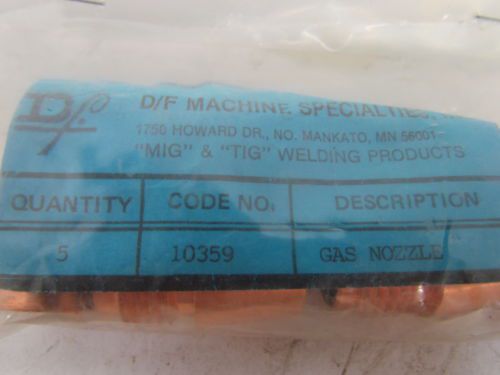 D/F
D/F MACHINE SPECIALTIES,
1750 HOWARD DR., NO. MANKATO, MN 56001
"MIG" & "TIG" WELDING PRODUCTS
QUANTITY CODE NO. DESCRIPTION
5 10359 GAS NOZZLE